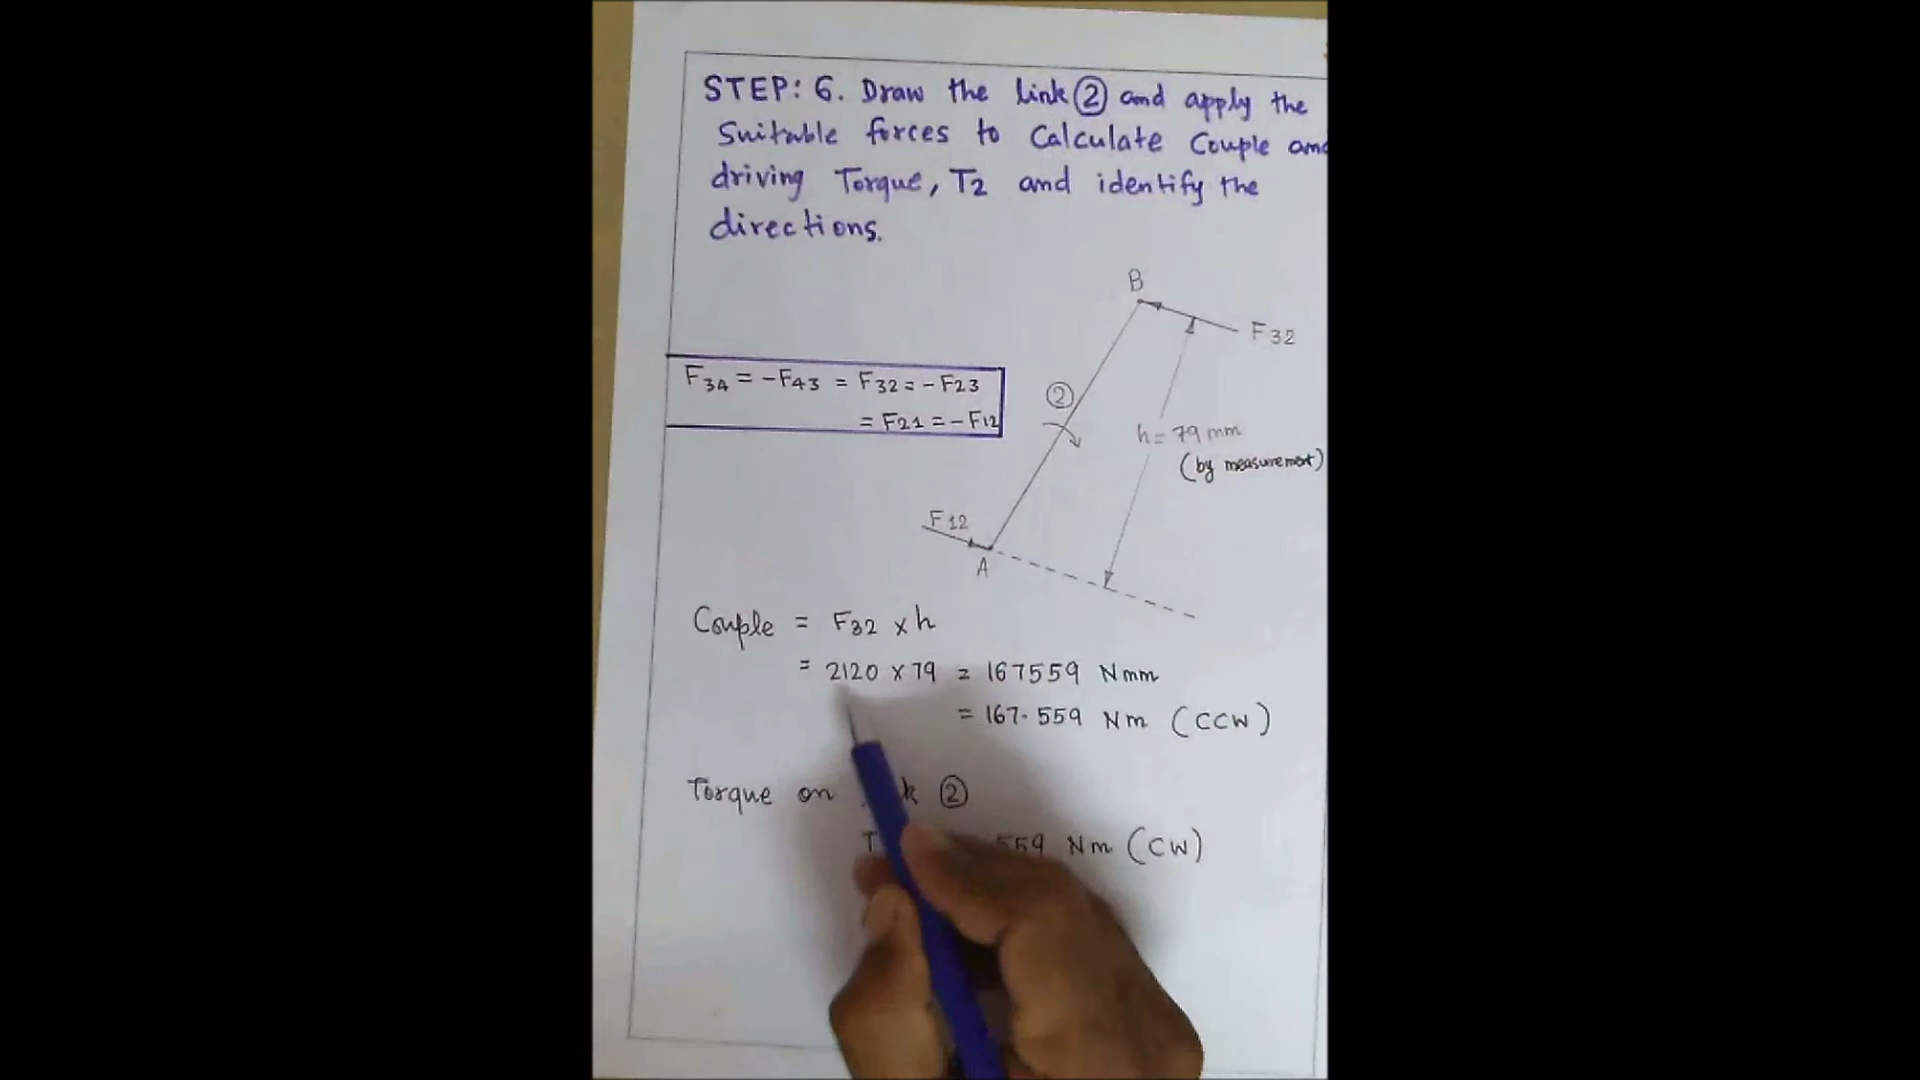 STEP: 6. Draw the link ② and apply the
Suitable forces to Calculate Couple and
driving Torque, T2 and identify the
directions.
B
F32
F34 = -F43 = F32 = -F23
= F21 = -F12
②
h = 79 mm
(by measurement)
F12
A
Couple = F32 × h
= 2120 × 79 = 167559 Nmm
= 167.559 Nm (CCW)
Torque on ②
T 559 Nm (CW)